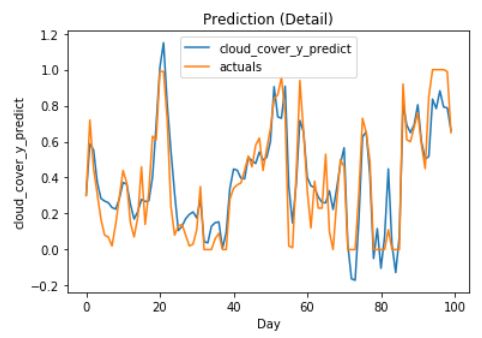 Prediction (Detail)
cloud_cover_y_predict
actuals
cloud_cover_y_predict
1.2
1.0
0.8
0.6
0.4
0.2
0.0
−0.2
0 20 40 60 80 100
Day